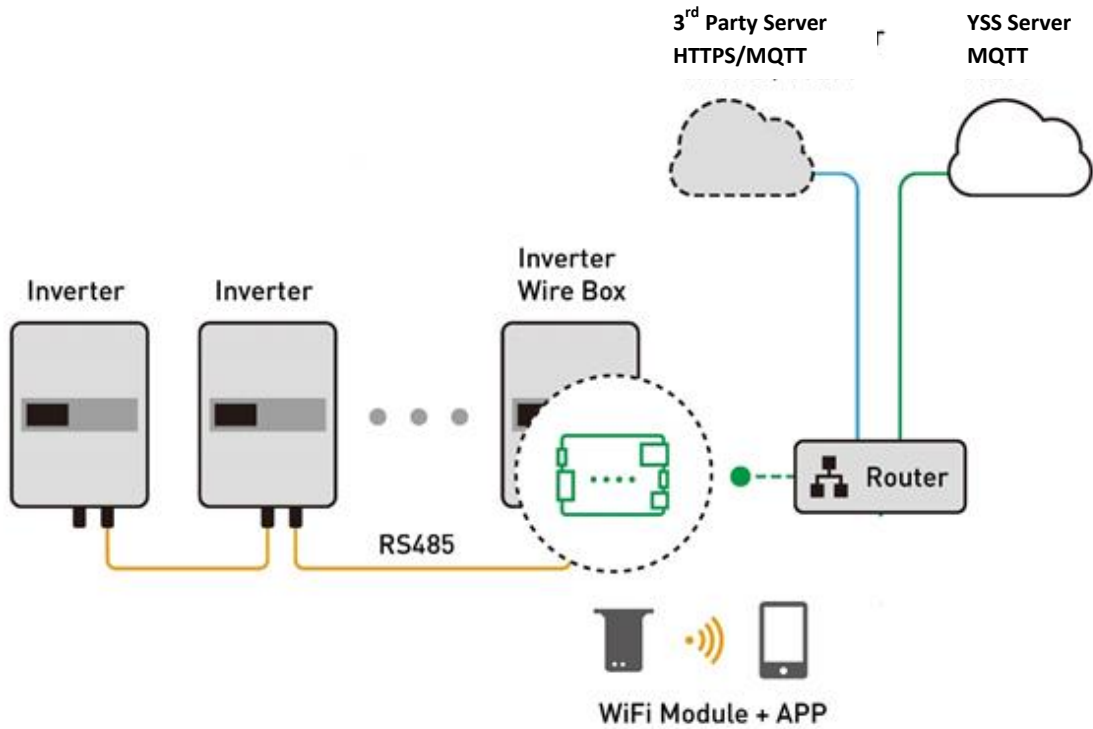 3rd Party Server
HTTPS/MQTT
YSS Server
MQTT
Inverter
Inverter
Inverter
Wire Box
Router
RS485
WiFi Module + APP